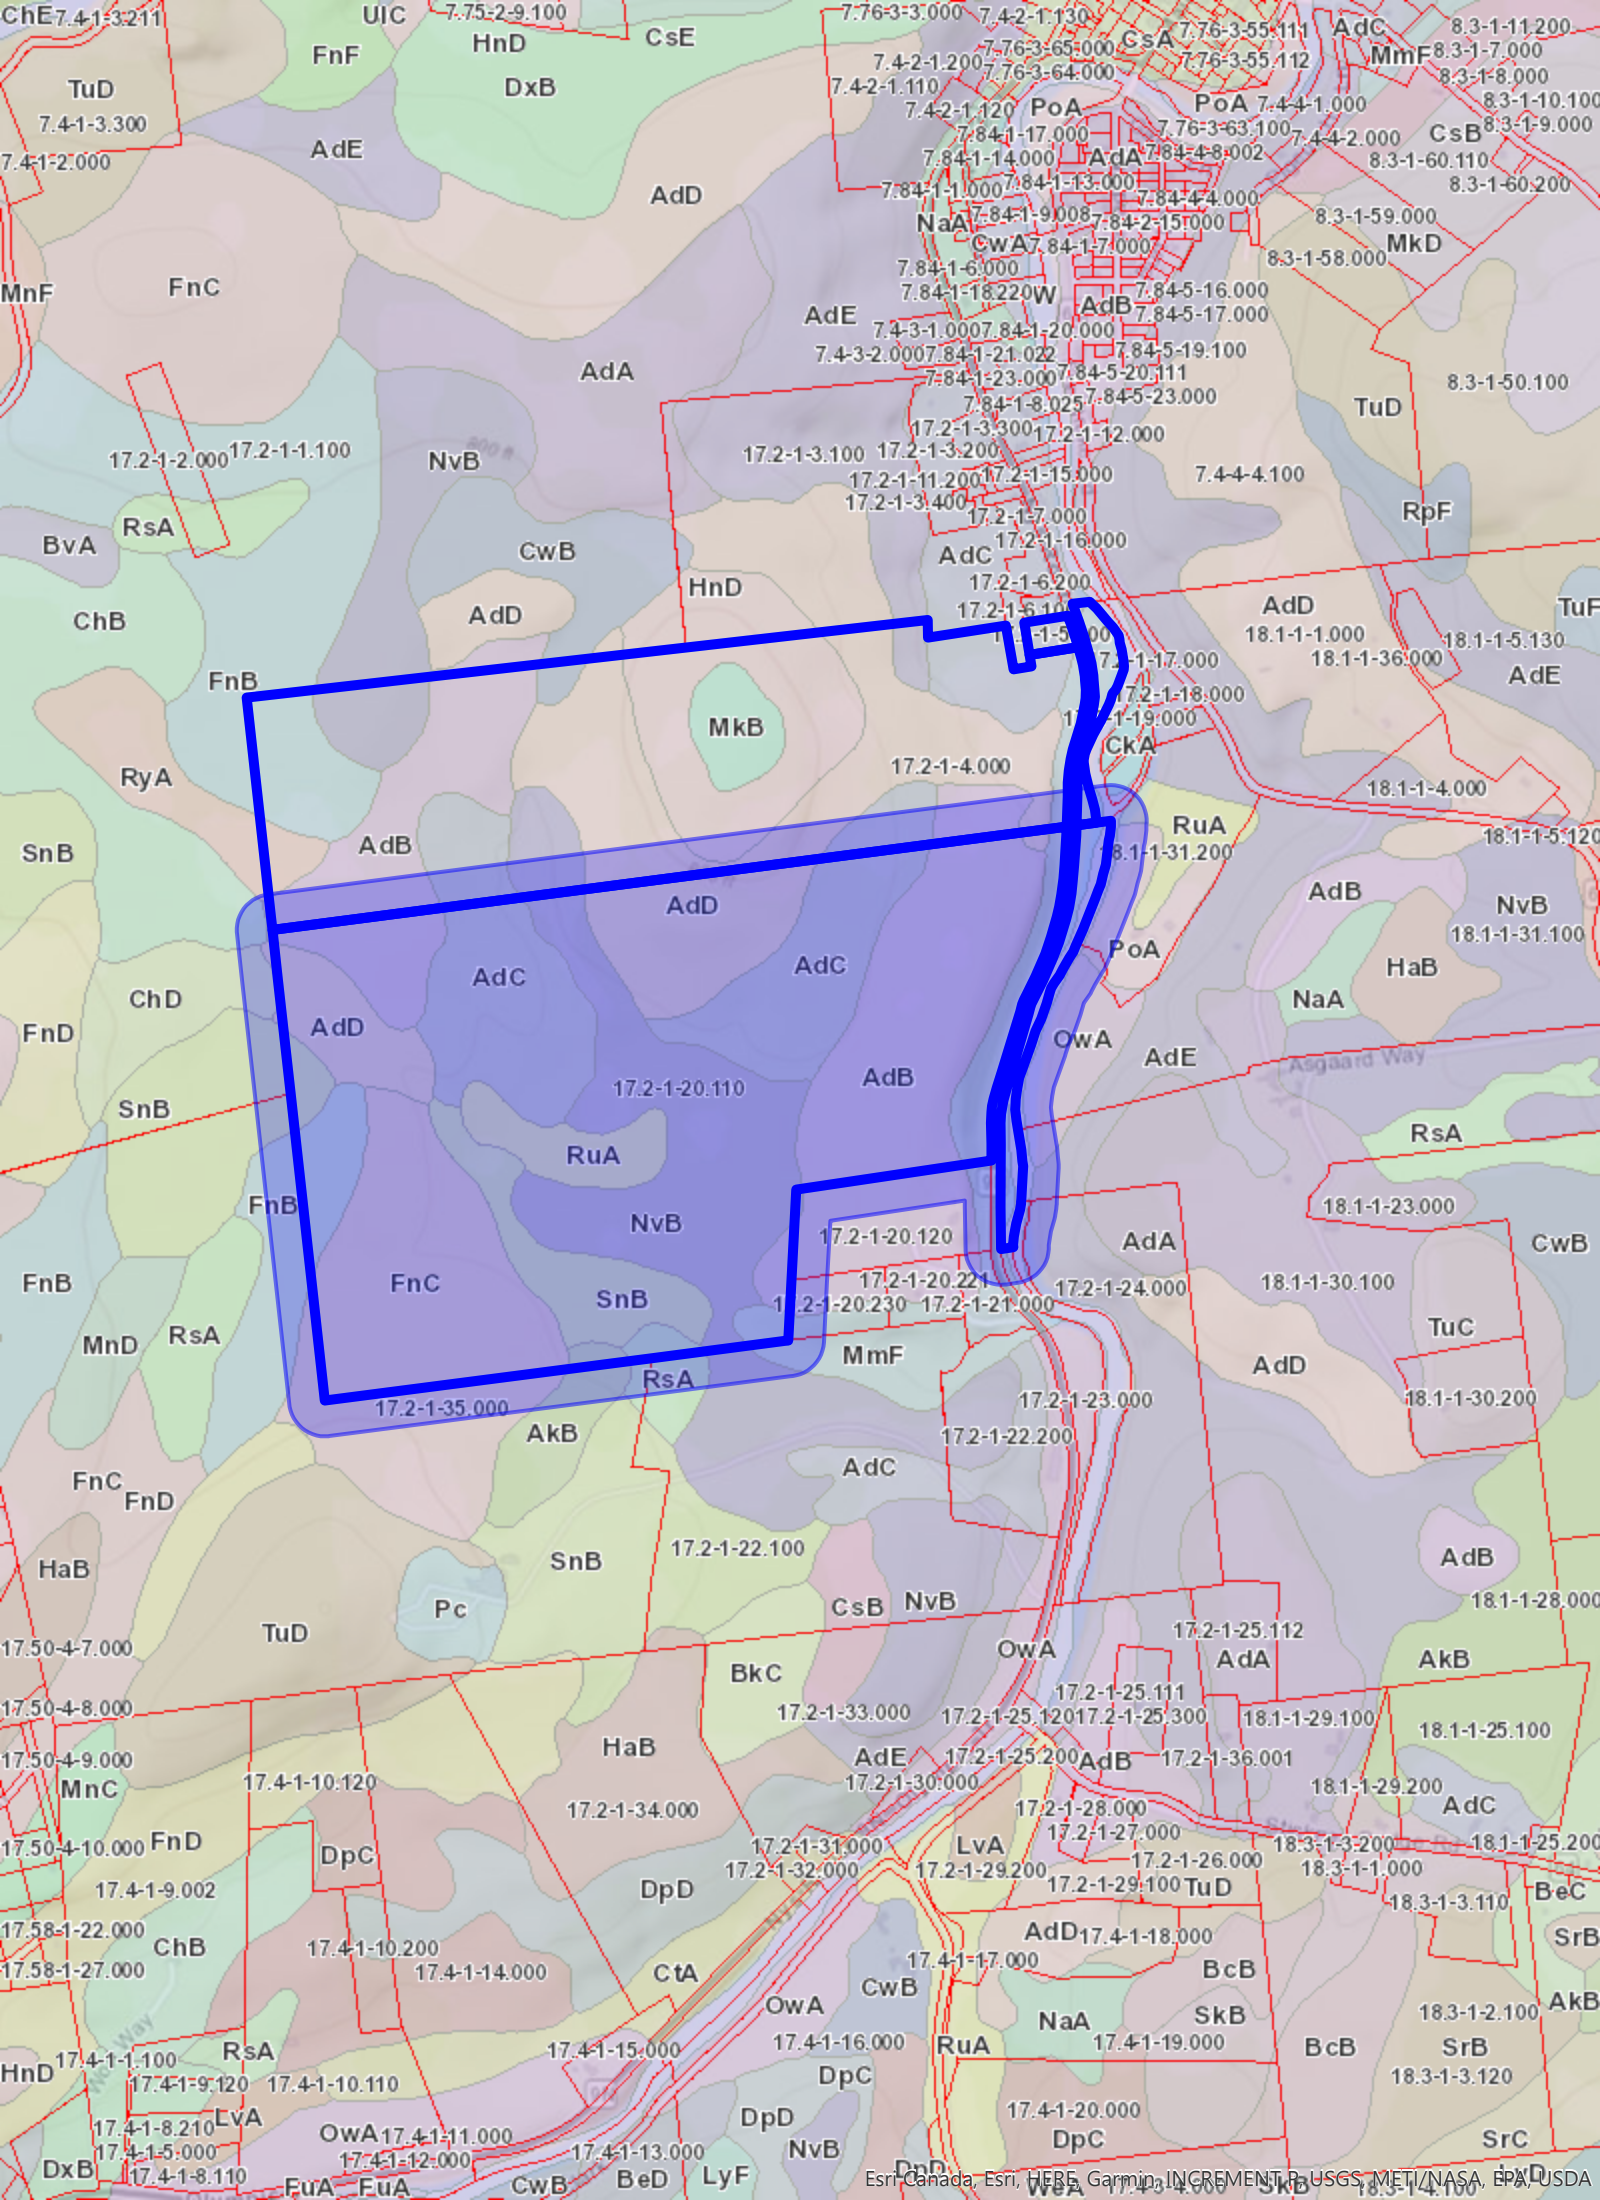 ChE 7.4-1-3.211 UIC 7.75-2-9.100 7.76-3-3.000 7.4-2-1.130 AdC 8.3-1-11.200
FnF HnD CsE 7.76-3-65.000 CsA 7.76-3-55.111 MmF 8.3-1-7.000
7.4-2-1.200 7.76-3-55.112
TuD DxB 7.4-2-1.110 7.76-3-64.000 8.3-1-8.000
7.4-2-1.120 PoA PoA 7.4-4-1.000 8.3-1-10.100
7.4-1-3.300 7.84-1-17.000 7.76-3-63.100 7.4-4-2.000 CsB 8.3-1-9.000
7.4-1-2.000 AdE 7.84-1-14.000 AdA 7.84-4-8.002 8.3-1-60.110
AdD 7.84-1-1.000 7.84-1-13.000 8.3-1-60.200
7.84-4-4.000
NaA 7.84-1-9.008 7.84-2-15.000 8.3-1-59.000
CwA 7.84-1-7.000 8.3-1-58.000 MkD
7.84-1-6.000
MnF FnC 7.84-1-18.220 W 7.84-5-16.000
AdE AdB 7.84-5-17.000
7.4-3-1.000 7.84-1-20.000
7.4-3-2.000 7.84-1-21.022 7.84-5-19.100
AdA 7.84-1-23.000 7.84-5-20.111 8.3-1-50.100
7.84-1-8.025 7.84-5-23.000 TuD
17.2-1-3.300 17.2-1-12.000
17.2-1-2.000 17.2-1-1.100 800 ft NvB 17.2-1-3.100 17.2-1-3.200
17.2-1-11.200 17.2-1-15.000 7.4-4-4.100
17.2-1-3.400
RsA 17.2-1-7.000 RpF
BvA CwB AdC 17.2-1-16.000
HnD 17.2-1-6.200
ChB AdD 17.2-1-6.100 AdD TuF
18.1-1-1.000 18.1-1-5.130
17.2-1-17.000 18.1-1-36.000
FnB 17.2-1-18.000 AdE
MkB 17.2-1-19.000
RyA 17.2-1-4.000 CkA 18.1-1-4.000
SnB AdB RuA 18.1-1-5.120
18.1-1-31.200
AdD AdB NvB
PoA 18.1-1-31.100
ChD AdC AdC HaB
FnD AdD NaA
OwA AdE Asgaard Way
SnB 17.2-1-20.110 AdB
RuA RsA
FnB NvB 18.1-1-23.000
17.2-1-20.120 AdA CwB
FnB FnC SnB 17.2-1-20.221 17.2-1-24.000 18.1-1-30.100
17.2-1-20.230 17.2-1-21.000
MnD RsA MmF TuC
RsA AdD
17.2-1-35.000 17.2-1-23.000 18.1-1-30.200
AkB 17.2-1-22.200
FnC AdC
FnD
HaB SnB 17.2-1-22.100 AdB
Pc CsB NvB 18.1-1-28.000
17.50-4-7.000 TuD OwA 17.2-1-25.112
BkC AdA AkB
17.50-4-8.000 17.2-1-33.000 17.2-1-25.111
17.2-1-25.120 17.2-1-25.300 18.1-1-29.100 18.1-1-25.100
17.50-4-9.000 HaB AdE 17.2-1-25.200 AdB 17.2-1-36.001
MnC 17.4-1-10.120 17.2-1-30.000 18.1-1-29.200
17.2-1-34.000 17.2-1-28.000 AdC
17.50-4-10.000 FnD DpC 17.2-1-31.000 LvA 17.2-1-27.000 18.3-1-3.200 18.1-1-25.200
17.2-1-32.000 17.2-1-29.200 17.2-1-26.000 18.3-1-1.000
17.4-1-9.002 DpD 17.2-1-29.100 TuD 18.3-1-3.110 BeC
17.58-1-22.000 ChB 17.4-1-10.200 AdD 17.4-1-18.000 SrB
17.58-1-27.000 17.4-1-14.000 CtA 17.4-1-17.000 BcB
OwA CwB NaA SkB 18.3-1-2.100 AkB
RsA 17.4-1-15.000 17.4-1-16.000 RuA 17.4-1-19.000 BcB SrB
HnD 17.4-1-1.100 DpC 18.3-1-3.120
17.4-1-9.120 17.4-1-10.110
LvA DpD 17.4-1-20.000
17.4-1-8.210 OwA 17.4-1-11.000 NvB DpC SrC
17.4-1-5.000 17.4-1-12.000 17.4-1-13.000
DxB 17.4-1-8.110 FuA FuA CwB BeD LyF DpD
WeA SkB
Esri Canada, Esri, HERE, Garmin, INCREMENT P, USGS, METI/NASA, EPA, USDA